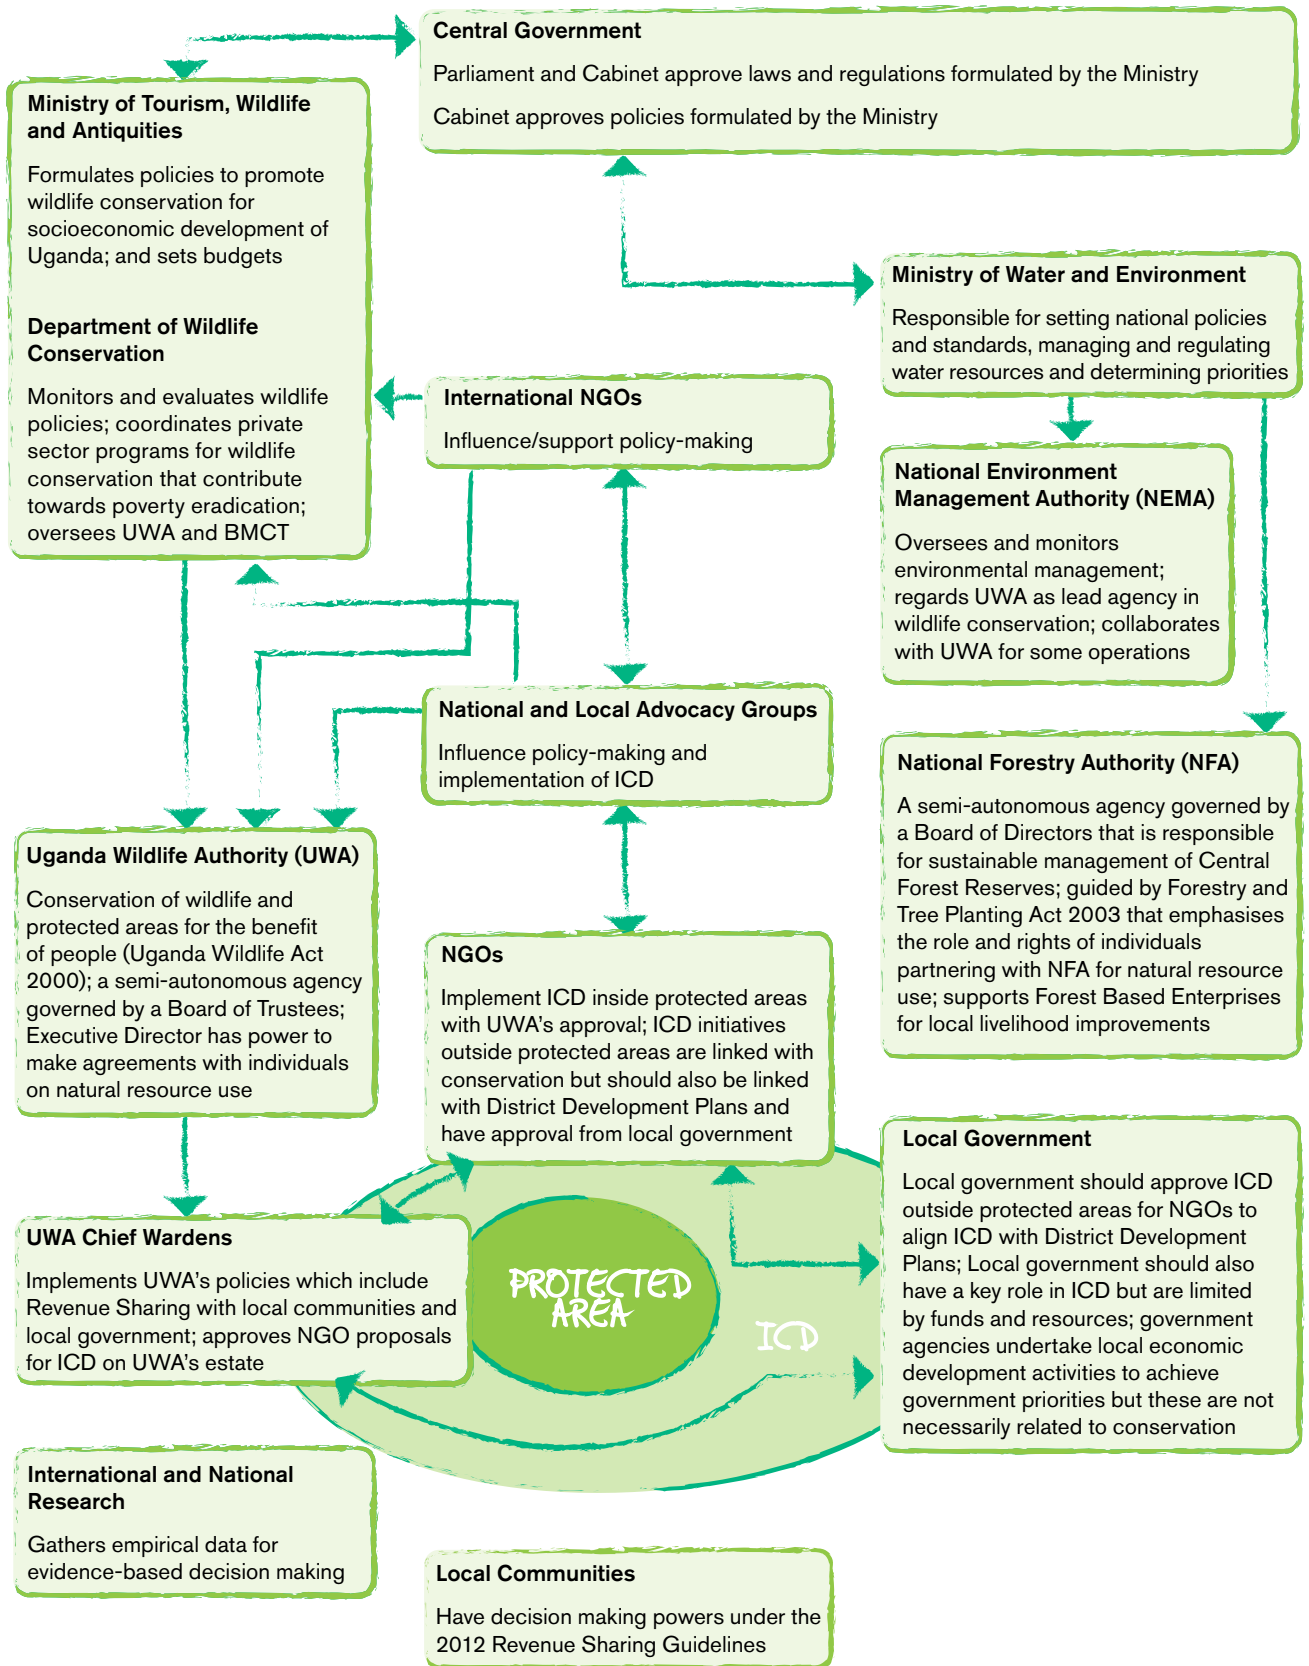 Central Government
Parliament and Cabinet approve laws and regulations formulated by the Ministry
Cabinet approves policies formulated by the Ministry
Ministry of Tourism, Wildlife
and Antiquities
Formulates policies to promote
wildlife conservation for
socioeconomic development of
Uganda; and sets budgets
Department of Wildlife
Conservation
Monitors and evaluates wildlife
policies; coordinates private
sector programs for wildlife
conservation that contribute
towards poverty eradication;
oversees UWA and BMCT
Ministry of Water and Environment
Responsible for setting national policies
and standards, managing and regulating
water resources and determining priorities
International NGOs
Influence/support policy-making
National Environment
Management Authority (NEMA)
Oversees and monitors
environmental management;
regards UWA as lead agency in
wildlife conservation; collaborates
with UWA for some operations
National and Local Advocacy Groups
Influence policy-making and
implementation of ICD
National Forestry Authority (NFA)
A semi-autonomous agency governed by
a Board of Directors that is responsible
for sustainable management of Central
Forest Reserves; guided by Forestry and
Tree Planting Act 2003 that emphasises
the role and rights of individuals
partnering with NFA for natural resource
use; supports Forest Based Enterprises
for local livelihood improvements
Uganda Wildlife Authority (UWA)
Conservation of wildlife and
protected areas for the benefit
of people (Uganda Wildlife Act
2000); a semi-autonomous agency
governed by a Board of Trustees;
Executive Director has power to
make agreements with individuals
on natural resource use
NGOs
Implement ICD inside protected areas
with UWA's approval; ICD initiatives
outside protected areas are linked with
conservation but should also be linked
with District Development Plans and
have approval from local government
Local Government
Local government should approve ICD
outside protected areas for NGOs to
align ICD with District Development
Plans; Local government should also
have a key role in ICD but are limited
by funds and resources; government
agencies undertake local economic
development activities to achieve
government priorities but these are not
necessarily related to conservation
UWA Chief Wardens
Implements UWA's policies which include
Revenue Sharing with local communities and
local government; approves NGO proposals
for ICD on UWA's estate
PROTECTED
AREA
ICD
International and National
Research
Gathers empirical data for
evidence-based decision making
Local Communities
Have decision making powers under the
2012 Revenue Sharing Guidelines